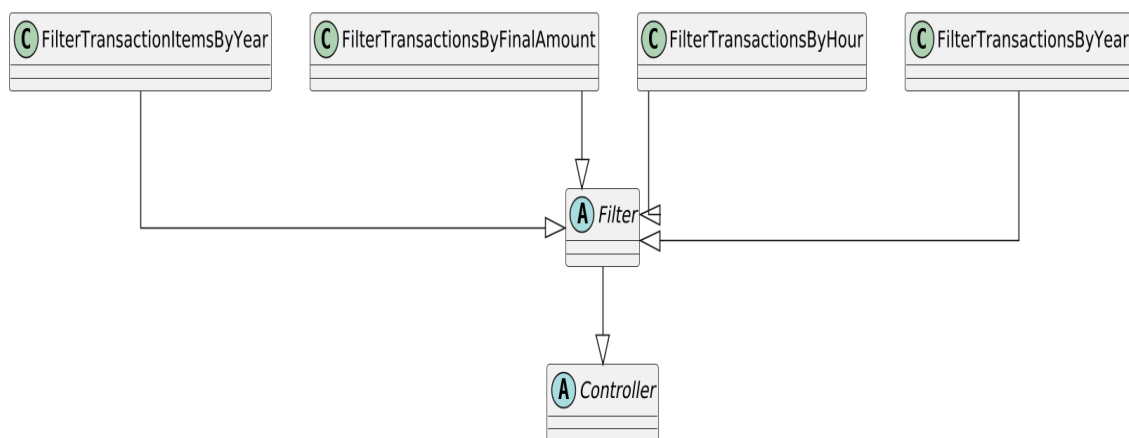 C FilterTransactionItemsByYear
C FilterTransactionsByFinalAmount
C FilterTransactionsByHour
C FilterTransactionsByYear
A Filter
A Controller